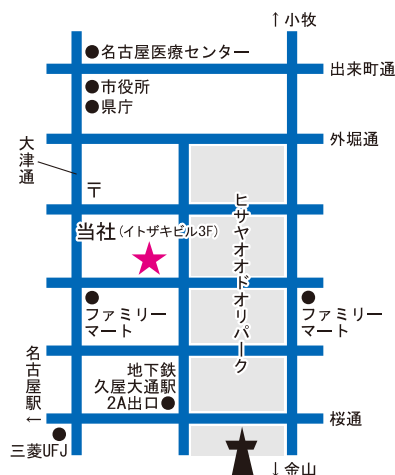 ↑小牧
●名古屋医療センター
出来町通
●市役所
●県庁
外堀通
大津通
〒
ヒサヤオオドオリパーク
当社(イトザキビル3F)
ファミリー
マート
ファミリー
マート
名古屋駅←
地下鉄
久屋大通駅
2A出口●
桜通
三菱UFJ
↓金山